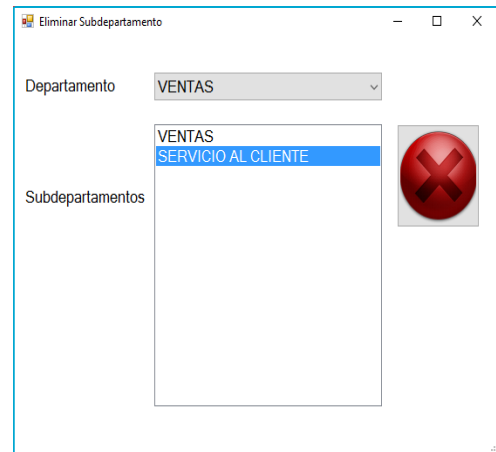 Eliminar Subdepartamento
Departamento
VENTAS
VENTAS
SERVICIO AL CLIENTE
Subdepartamentos